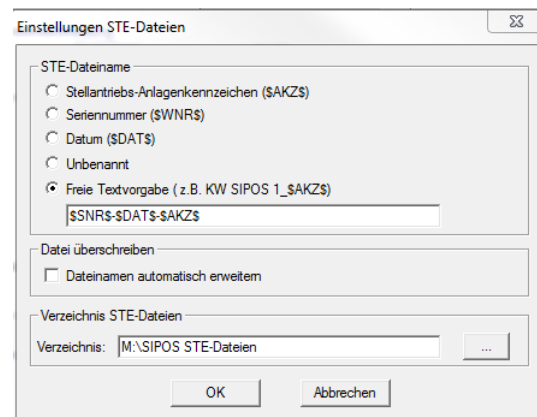 Einstellungen STE-Dateien
STE-Dateiname
Stellantriebs-Anlagenkennzeichen ($AKZ$)
Seriennummer ($WNR$)
Datum ($DAT$)
Unbenannt
Freie Textvorgabe ( z.B. KW SIPOS 1_$AKZ$)
$SNR$-$DAT$-$AKZ$
Datei überschreiben
Dateinamen automatisch erweitern
Verzeichnis STE-Dateien
Verzeichnis: M:\SIPOS STE-Dateien ...
OK Abbrechen